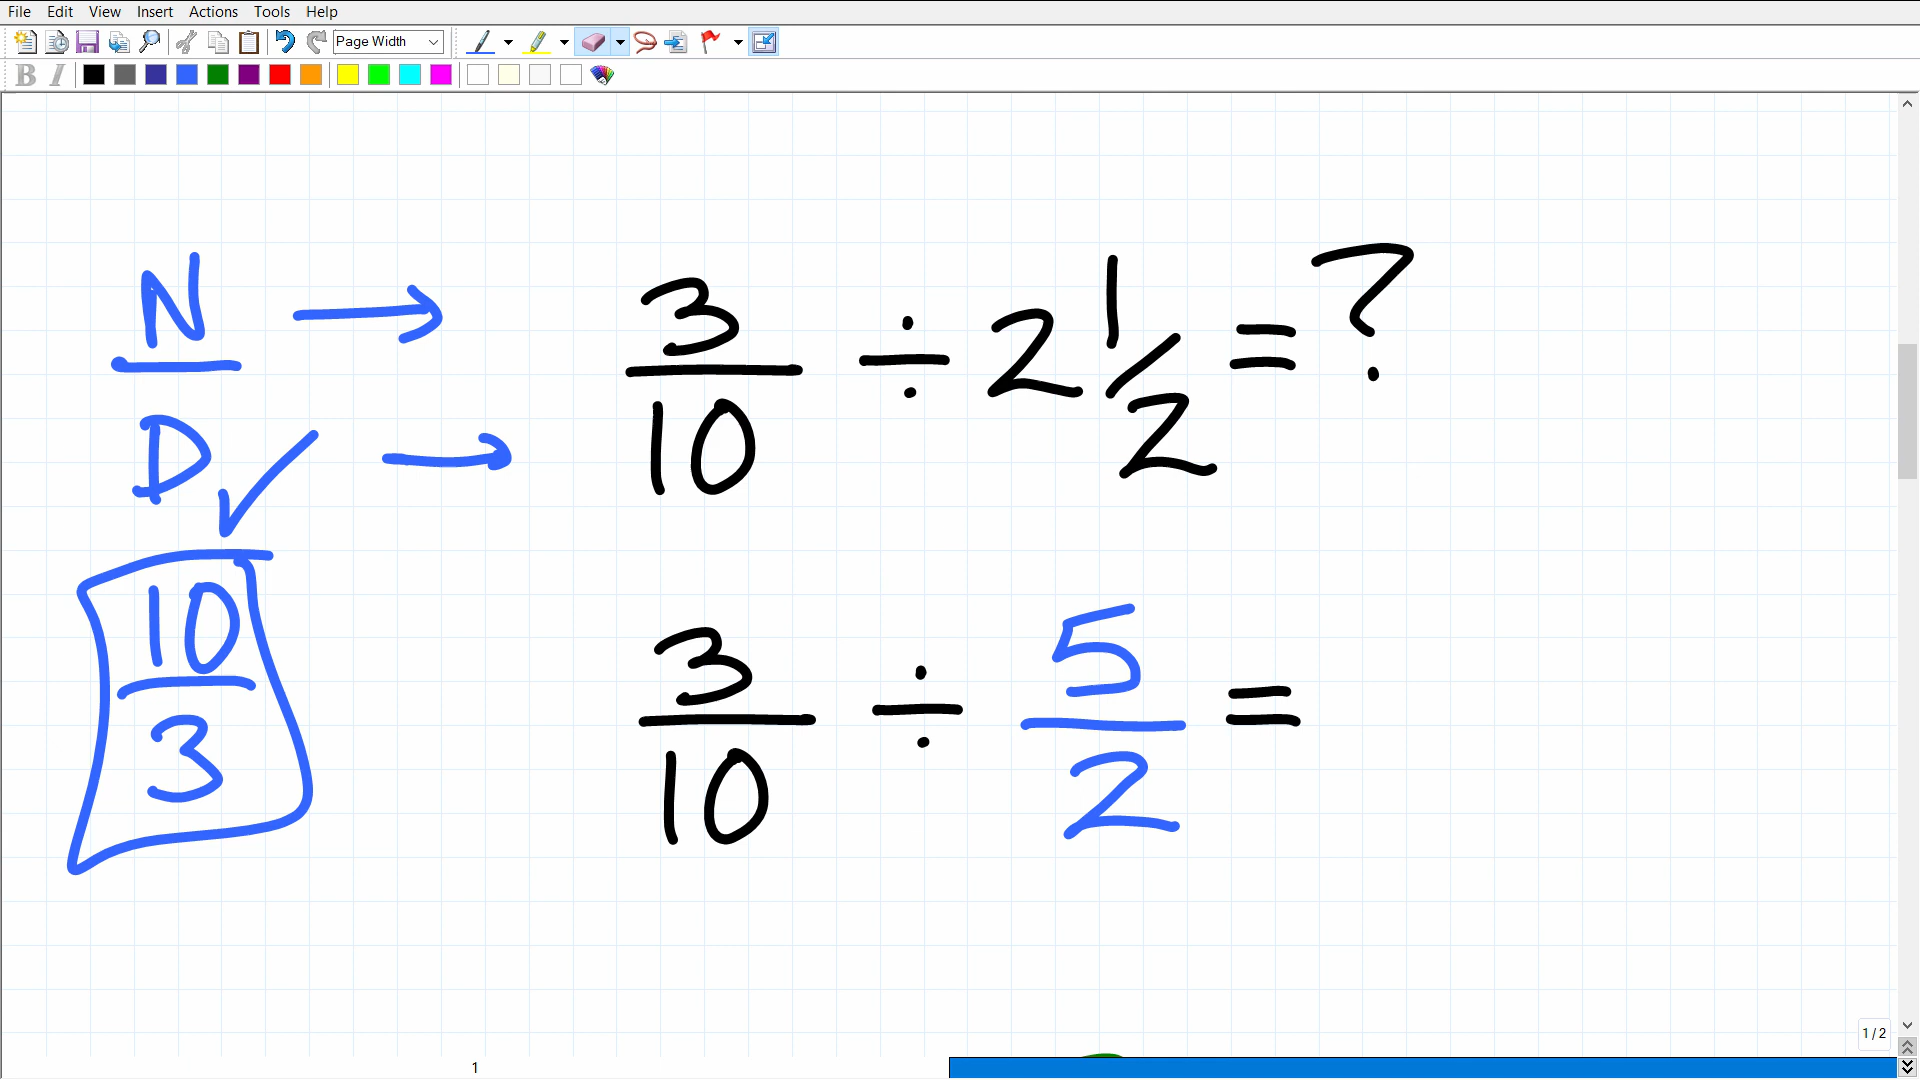 File Edit View Insert Actions Tools Help
Page Width
B I
N → 3/10 ÷ 2 1/2 = ?
D ✓ →
10/3
3/10 ÷ 5/2 =
1 / 2
1